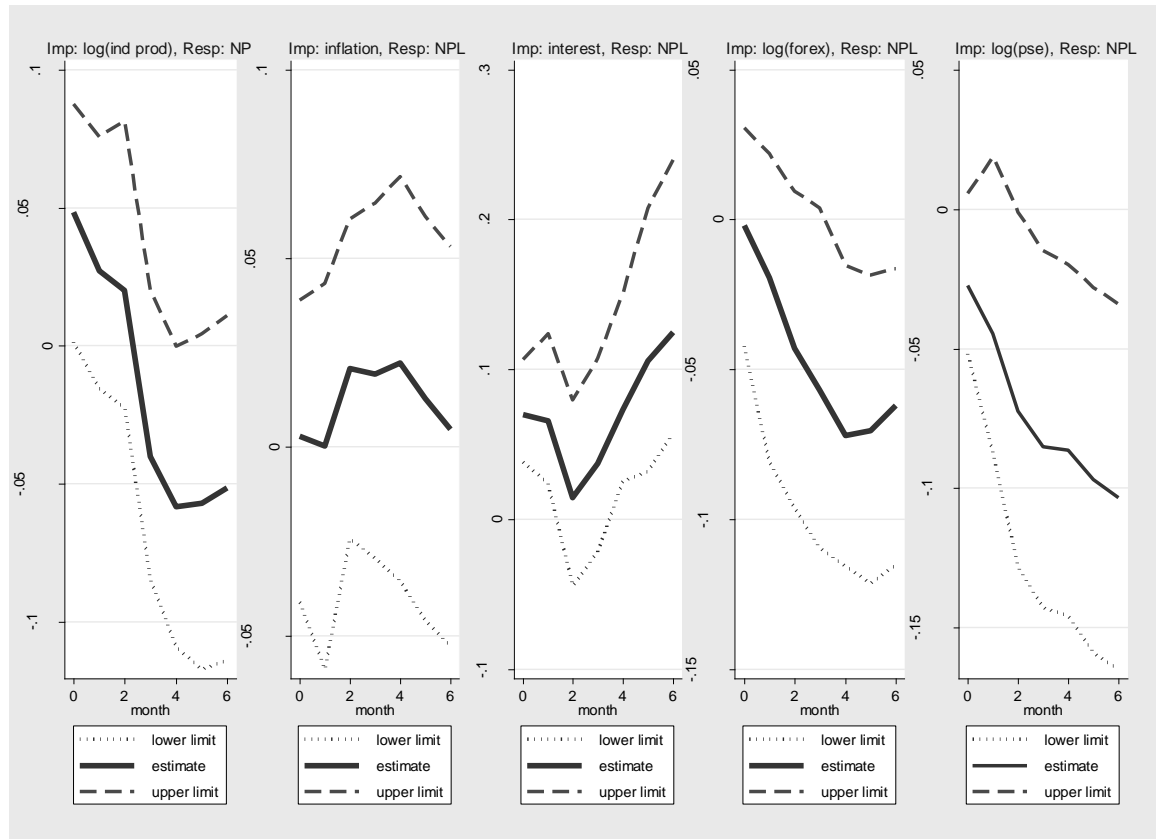 Imp: log(ind prod), Resp: NP
.1
.05
0
-.05
-.1
0 2 4 6
month
lower limit
estimate
upper limit
Imp: inflation, Resp: NPL
.1
.05
0
-.05
0 2 4 6
month
lower limit
estimate
upper limit
Imp: interest, Resp: NPL
.3
.2
.1
0
-.1
0 2 4 6
month
lower limit
estimate
upper limit
Imp: log(forex), Resp: NPL
.05
0
-.05
-.1
-.15
0 2 4 6
month
lower limit
estimate
upper limit
Imp: log(pse), Resp: NPL
.05
0
-.05
-.1
-.15
0 2 4 6
month
lower limit
estimate
upper limit